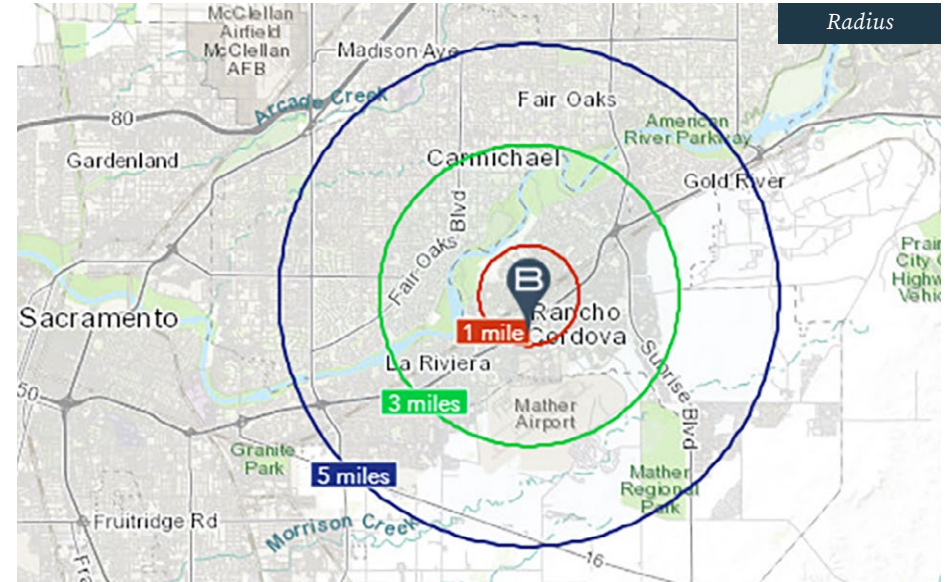 Radius
McClellan
Airfield
McClellan
AFB
Madison Ave
Arcade Creek
80
Fair Oaks
American
River Parkway
Gardenland
Carmichael
Gold River
Fair Oaks Blvd
Prair
City O
Highw
Vehic
B
Rancho
Cordova
1 mile
Sacramento
La Riviera
Sunrise Blvd
50
3 miles
Mather
Airport
Granite
Park
5 miles
Mather
Regional
Park
Fruitridge Rd
Morrison Creek
16
Fra